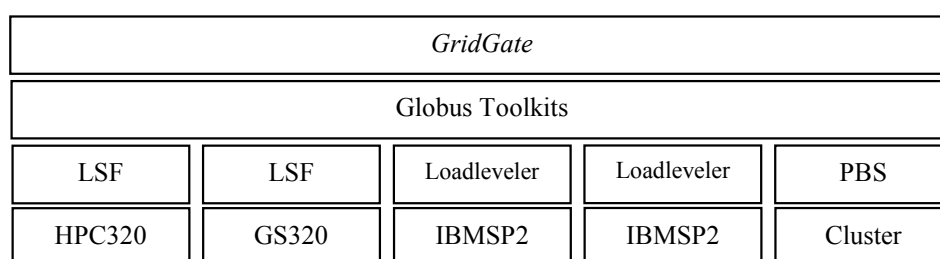 GridGate
Globus Toolkits
LSF LSF Loadleveler Loadleveler PBS
HPC320 GS320 IBMSP2 IBMSP2 Cluster